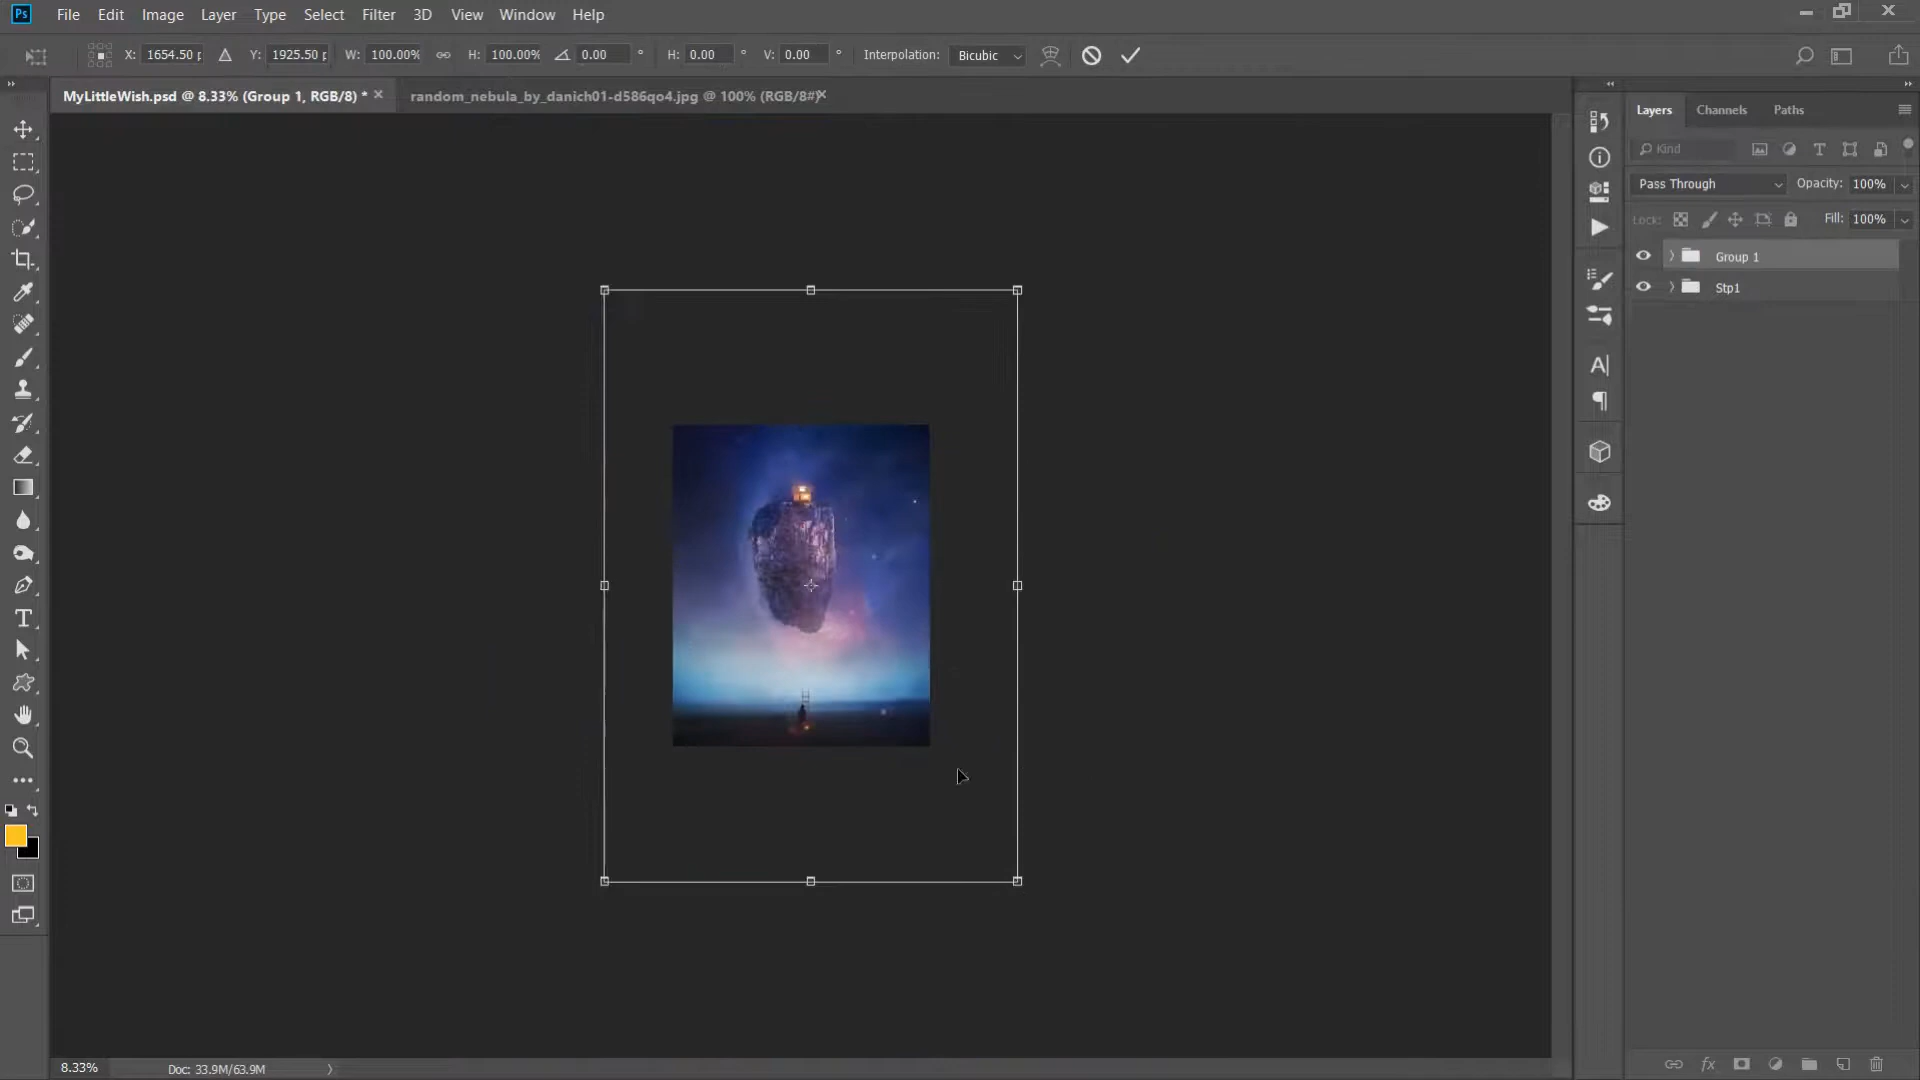 Ps File Edit Image Layer Type Select Filter 3D View Window Help
X: 1654.50 Y: 1925.50 W: 100.00% H: 100.00% 0.00 ° H: 0.00 ° V: 0.00 ° Interpolation: Bicubic
MyLittleWish.psd @ 8.33% (Group 1, RGB/8) * × random_nebula_by_danich01-d586qo4.jpg @ 100% (RGB/8#) ×
Layers Channels Paths
Kind
Pass Through Opacity: 100%
Lock: Fill: 100%
Group 1
Stp1
8.33% Doc: 33.9M/63.9M